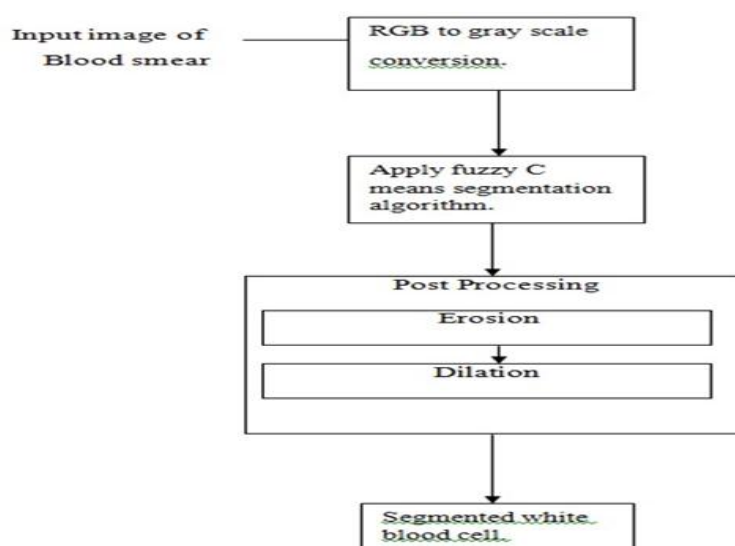 Input image of
Blood smear
RGB to gray scale
conversion.
Apply fuzzy C
means segmentation
algorithm.
Post Processing
Erosion
Dilation
Segmented white
blood cell.